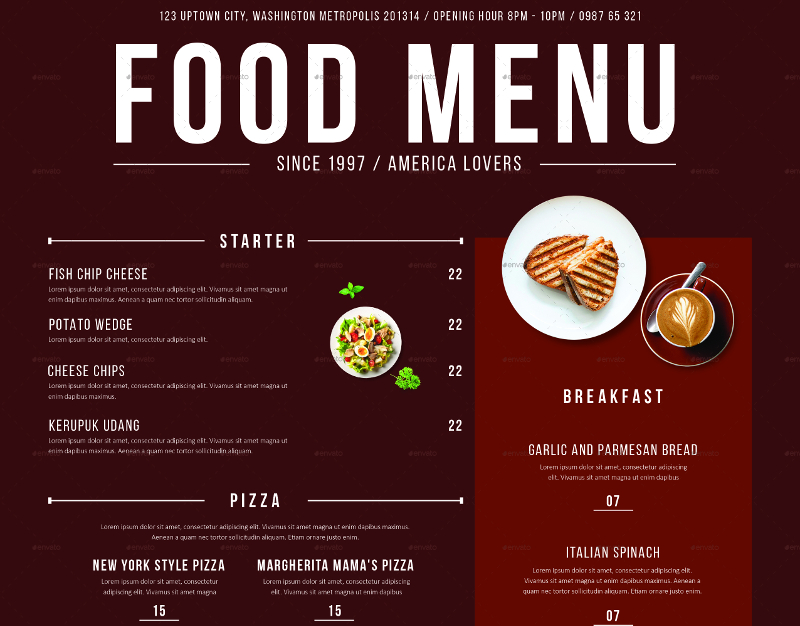 123 UPTOWN CITY, WASHINGTON METROPOLIS 201314 / OPENING HOUR 8PM - 10PM / 0987 65 321
FOOD MENU
SINCE 1997 / AMERICA LOVERS
STARTER
FISH CHIP CHEESE 22
Lorem ipsum dolor sit amet, consectetur adipiscing elit. Vivamus sit amet magna ut
enim dapibus maximus. Aenean a quam nec tortor sollicitudin aliquam.
POTATO WEDGE 22
Lorem ipsum dolor sit amet, consectetur adipiscing elit.
CHEESE CHIPS 22
Lorem ipsum dolor sit amet, consectetur adipiscing elit. Vivamus sit amet magna ut
enim dapibus maximus.
KERUPUK UDANG 22
Lorem ipsum dolor sit amet, consectetur adipiscing elit. Vivamus sit amet magna ut
enim dapibus maximus. Aenean a quam nec tortor sollicitudin aliquam.
PIZZA
Lorem ipsum dolor sit amet, consectetur adipiscing elit. Vivamus sit amet magna ut enim dapibus maximus.
Aenean a quam nec tortor sollicitudin aliquam. Etiam eget enim dapibus.
NEW YORK STYLE PIZZA
Lorem ipsum dolor sit amet, consectetur
adipiscing elit. Vivamus sit amet magna
15
MARGHERITA MAMA'S PIZZA
Lorem ipsum dolor sit amet, consectetur adipiscing
elit. Vivamus sit amet magna ut enim dapibus
15
BREAKFAST
GARLIC AND PARMESAN BREAD
Lorem ipsum dolor sit amet, consectetur adipiscing
elit. Vivamus sit amet magna ut enim dapibus
07
ITALIAN SPINACH
Lorem ipsum dolor sit amet, consectetur adipiscing elit.
Vivamus sit amet magna ut enim dapibus maximus. Aenean a
quam nec tortor sollicitudin aliquam. Etiam eget ut enim.
07